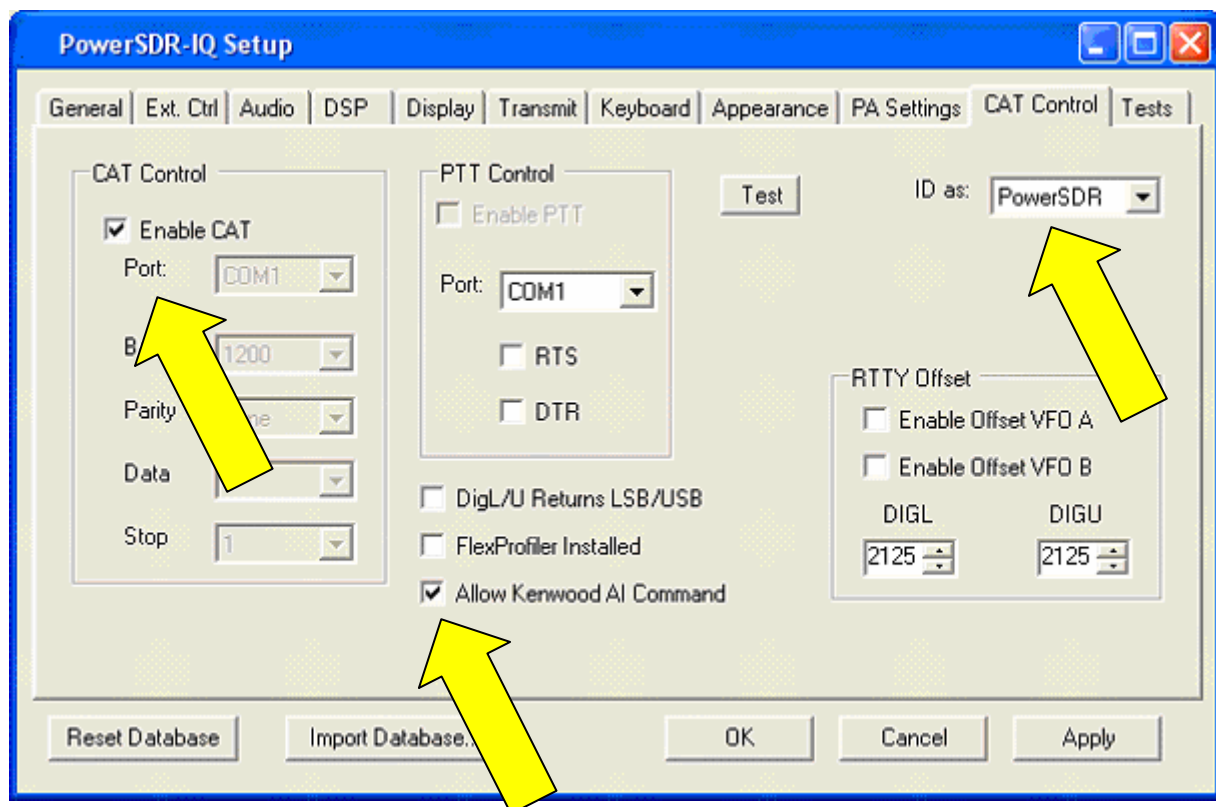 PowerSDR-IQ Setup
General Ext. Ctrl Audio DSP Display Transmit Keyboard Appearance PA Settings CAT Control Tests
CAT Control
Enable CAT
Port: COM1
1200
Parity
Data
Stop 1
PTT Control
Enable PTT
Port: COM1
RTS
DTR
DigL/U Returns LSB/USB
FlexProfiler Installed
Allow Kenwood AI Command
Test
ID as: PowerSDR
RTTY Offset
Enable Offset VFO A
Enable Offset VFO B
DIGL DIGU
2125 2125
Reset Database Import Database.. OK Cancel Apply